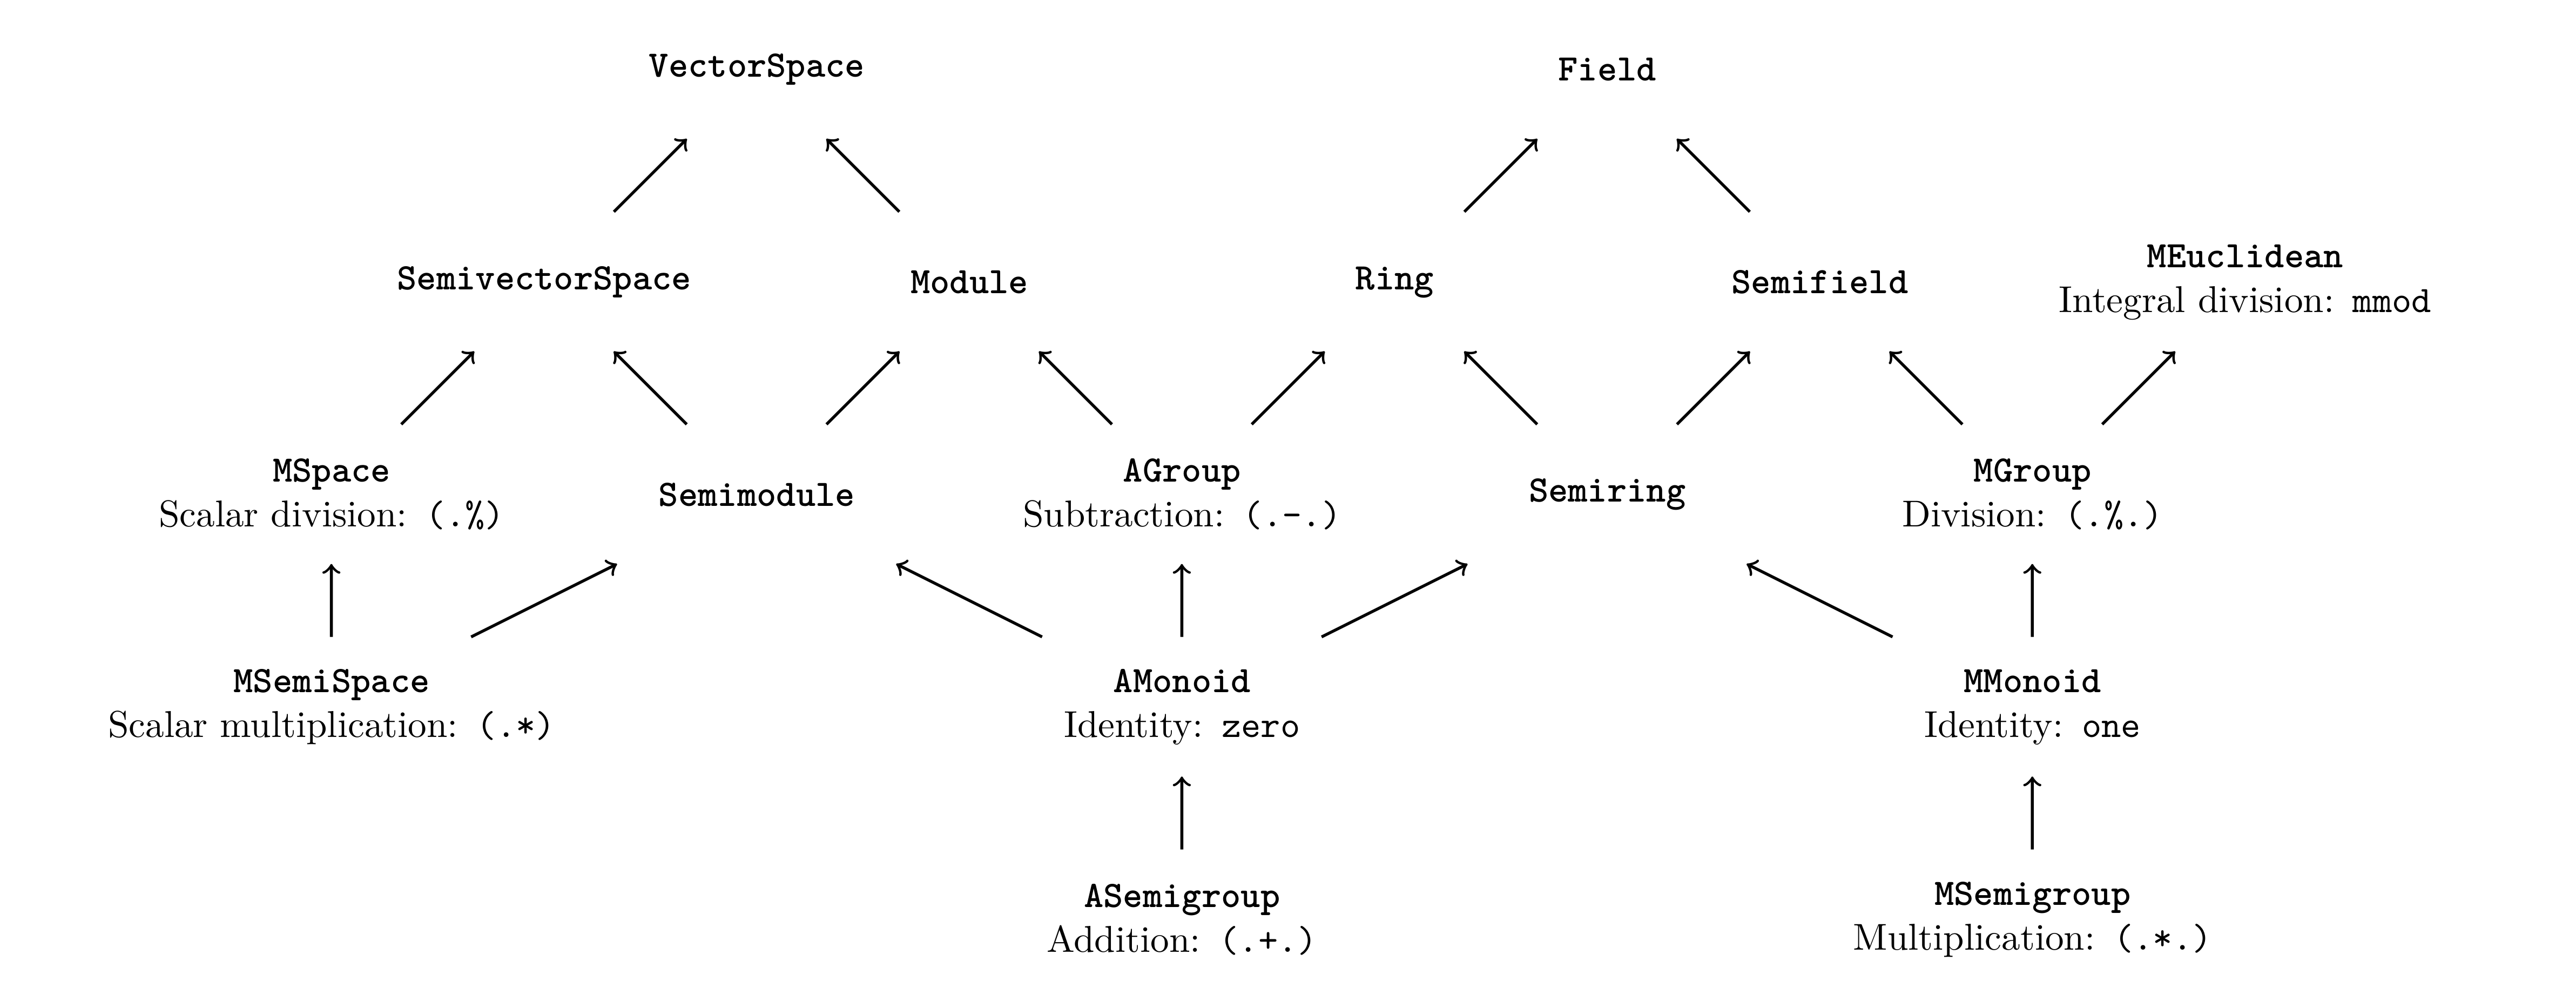 VectorSpace
Field
SemivectorSpace
Module
Ring
Semifield
MEuclidean
Integral division: mmod
MSpace
Scalar division: (.%)
Semimodule
AGroup
Subtraction: (.-.)
Semiring
MGroup
Division: (.%.)
MSemiSpace
Scalar multiplication: (.*)
AMonoid
Identity: zero
MMonoid
Identity: one
ASemigroup
Addition: (.+.)
MSemigroup
Multiplication: (.*.)